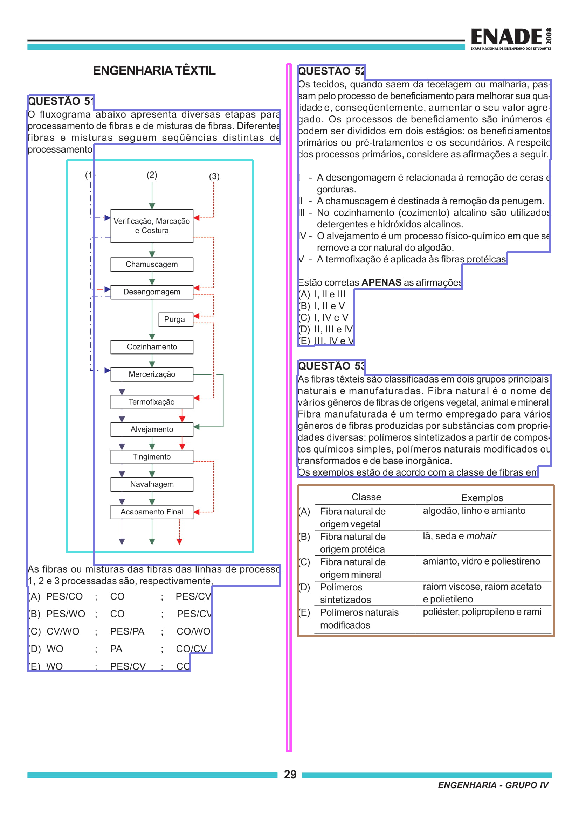 ENADE 2008
EXAME NACIONAL DE DESEMPENHO DOS ESTUDANTES
ENGENHARIA TÊXTIL
QUESTÃO 51
O fluxograma abaixo apresenta diversas etapas para
processamento de fibras e de misturas de fibras. Diferentes
fibras e misturas seguem seqüências distintas de
processamento.
(1) (2) (3)
Verificação, Marcação
e Costura
Chamuscagem
Desengomagem
Purga
Cozinhamento
Mercerização
Termofixação
Alvejamento
Tingimento
Navalhagem
Acabamento Final
As fibras ou misturas das fibras das linhas de processo
1, 2 e 3 processadas são, respectivamente,
(A) PES/CO ; CO ; PES/CV
(B) PES/WO ; CO ; PES/CV
(C) CV/WO ; PES/PA ; CO/WO
(D) WO ; PA ; CO/CV
(E) WO ; PES/CV ; CO
QUESTÃO 52
Os tecidos, quando saem da tecelagem ou malharia, pas-
sam pelo processo de beneficiamento para melhorar sua qua-
lidade e, conseqüentemente, aumentar o seu valor agre-
gado. Os processos de beneficiamento são inúmeros e
podem ser divididos em dois estágios: os beneficiamentos
primários ou pré-tratamentos e os secundários. A respeito
dos processos primários, considere as afirmações a seguir.
I - A desengomagem é relacionada à remoção de ceras e
gorduras.
II - A chamuscagem é destinada à remoção da penugem.
III - No cozinhamento (cozimento) alcalino são utilizados
detergentes e hidróxidos alcalinos.
IV - O alvejamento é um processo físico-químico em que se
remove a cor natural do algodão.
V - A termofixação é aplicada às fibras protéicas.
Estão corretas APENAS as afirmações
(A) I, II e III
(B) I, II e V
(C) I, IV e V
(D) II, III e IV
(E) III, IV e V
QUESTÃO 53
As fibras têxteis são classificadas em dois grupos principais:
naturais e manufaturadas. Fibra natural é o nome de
vários gêneros de fibras de origens vegetal, animal e mineral.
Fibra manufaturada é um termo empregado para vários
gêneros de fibras produzidas por substâncias com proprie-
dades diversas: polímeros sintetizados a partir de compos-
tos químicos simples, polímeros naturais modificados ou
transformados e de base inorgânica.
Os exemplos estão de acordo com a classe de fibras em
Classe Exemplos
(A) Fibra natural de algodão, linho e amianto
origem vegetal
(B) Fibra natural de lã, seda e mohair
origem protéica
(C) Fibra natural de amianto, vidro e poliestireno
origem mineral
(D) Polímeros raiom viscose, raiom acetato
sintetizados e polietileno
(E) Polímeros naturais poliéster, polipropileno e rami
modificados
29
ENGENHARIA - GRUPO IV